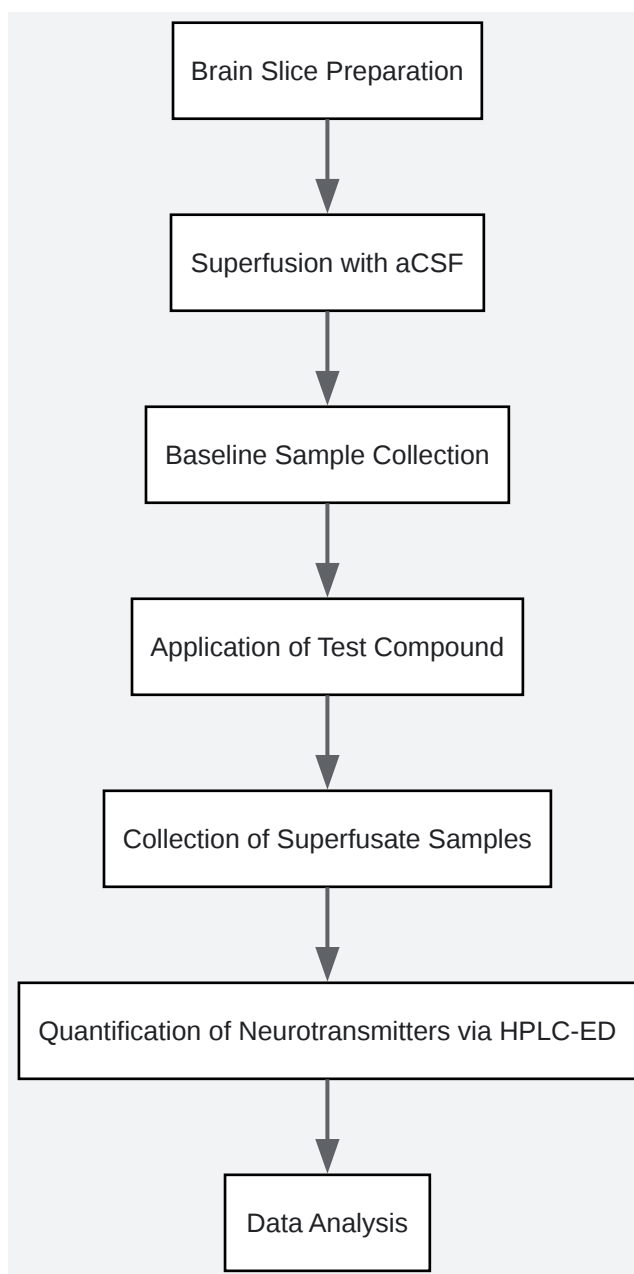 Brain Slice Preparation
Superfusion with aCSF
Baseline Sample Collection
Application of Test Compound
Collection of Superfusate Samples
Quantification of Neurotransmitters via HPLC-ED
Data Analysis